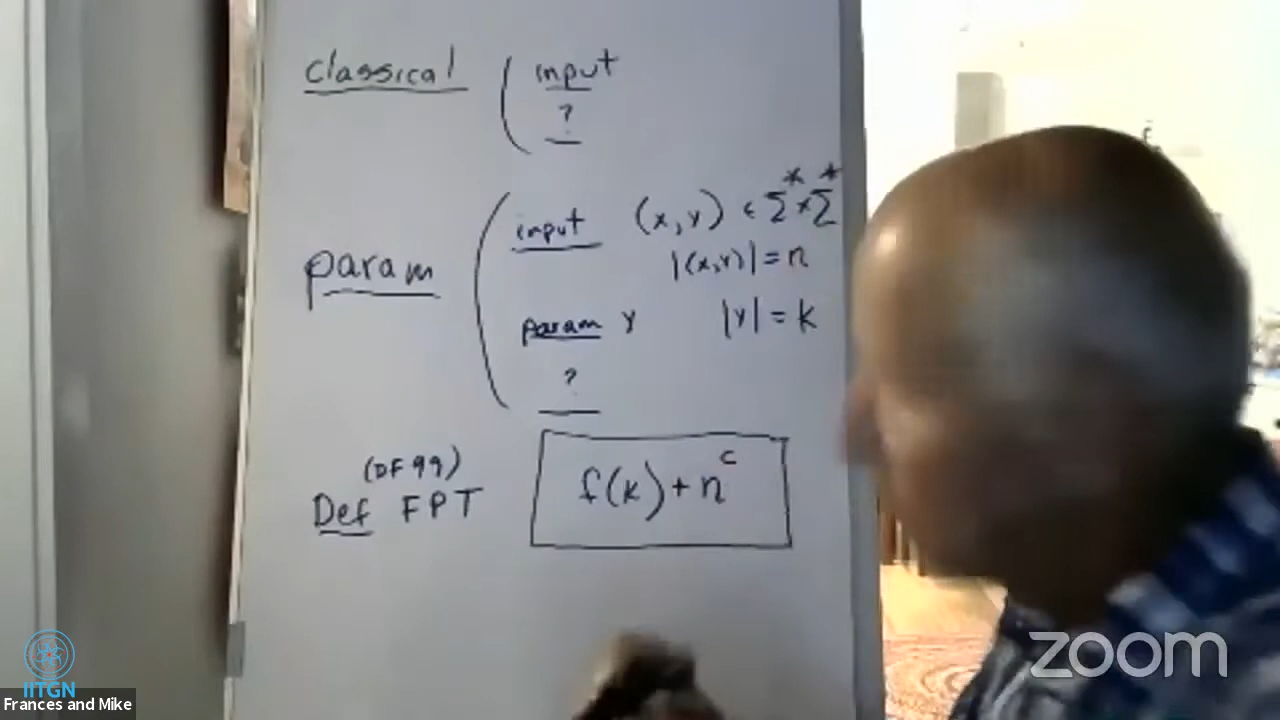 classical ( input
?
param ( input (x,y) ∈ Σ* x Σ*
|(x,y)| = n
param y |y| = k
?
(DF 99)
Def FPT f(k) + n^c
zoom
IITGN
Frances and Mike